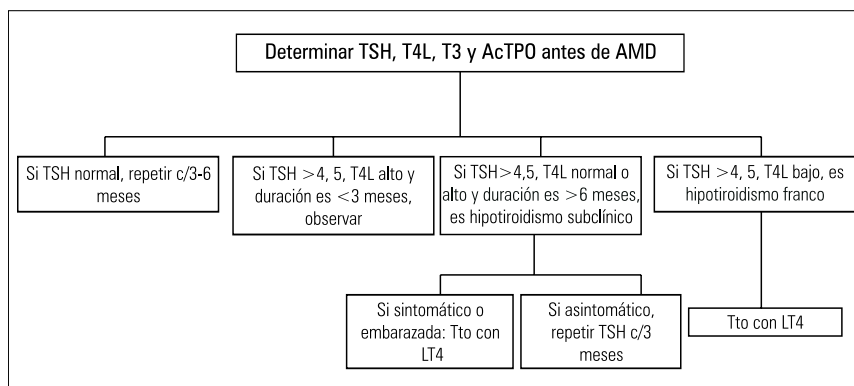 Determinar TSH, T4L, T3 y AcTPO antes de AMD
Si TSH normal, repetir c/3-6
meses
Si TSH >4, 5, T4L alto y
duración es <3 meses,
observar
Si TSH>4,5, T4L normal o
alto y duración es >6 meses,
es hipotiroidismo subclínico
Si TSH >4, 5, T4L bajo, es
hipotiroidismo franco
Si sintomático o
embarazada: Tto con
LT4
Si asintomático,
repetir TSH c/3
meses
Tto con LT4